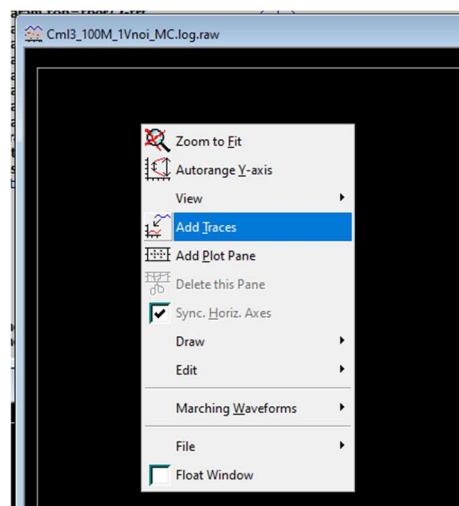 Cml3_100M_1Vnoi_MC.log.raw
Zoom to Fit
Autorange Y-axis
View
Add Traces
Add Plot Pane
Delete this Pane
Sync. Horiz. Axes
Draw
Edit
Marching Waveforms
File
Float Window